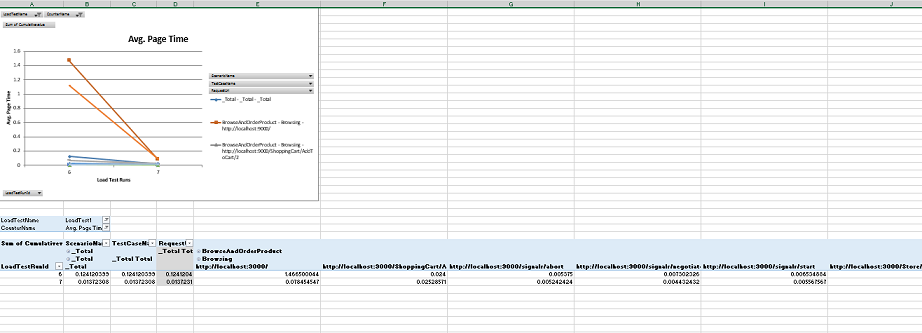 A B C D E F G H I J
LoadTestName CounterName
Sum of CumulativeValue
Avg. Page Time
1.6
1.4
1.2
1
0.8
0.6
0.4
0.2
0
Avg. Page Time
6 7
Load Test Runs
ScenarioName
TestCaseName
RequestUri
_Total - _Total - _Total
BrowseAndOrderProduct - Browsing -
http://localhost:9000/
BrowseAndOrderProduct - Browsing -
http://localhost:9000/ShoppingCart/AddT
oCart/3
LoadTestRunId
LoadTestName LoadTest1
CounterName Avg. Page Tim
Sum of Cumulativev ScenarioNa TestCaseNa RequestU
_Total _Total Tot BrowseAndOrderProduct
_Total _Total Total Browsing
LoadTestRunId _Total http://localhost:9000/ http://localhost:9000/ShoppingCart/A http://localhost:9000/signalr/abort http://localhost:9000/signalr/negotiat http://localhost:9000/signalr/start http://localhost:9000/Store/
6 0.124120399 0.124120399 0.1241204 1.466500044 0.024 0.005375 0.007302326 0.006534884
7 0.01372308 0.01372308 0.0137231 0.078454547 0.02528571 0.005242424 0.004432432 0.005567567